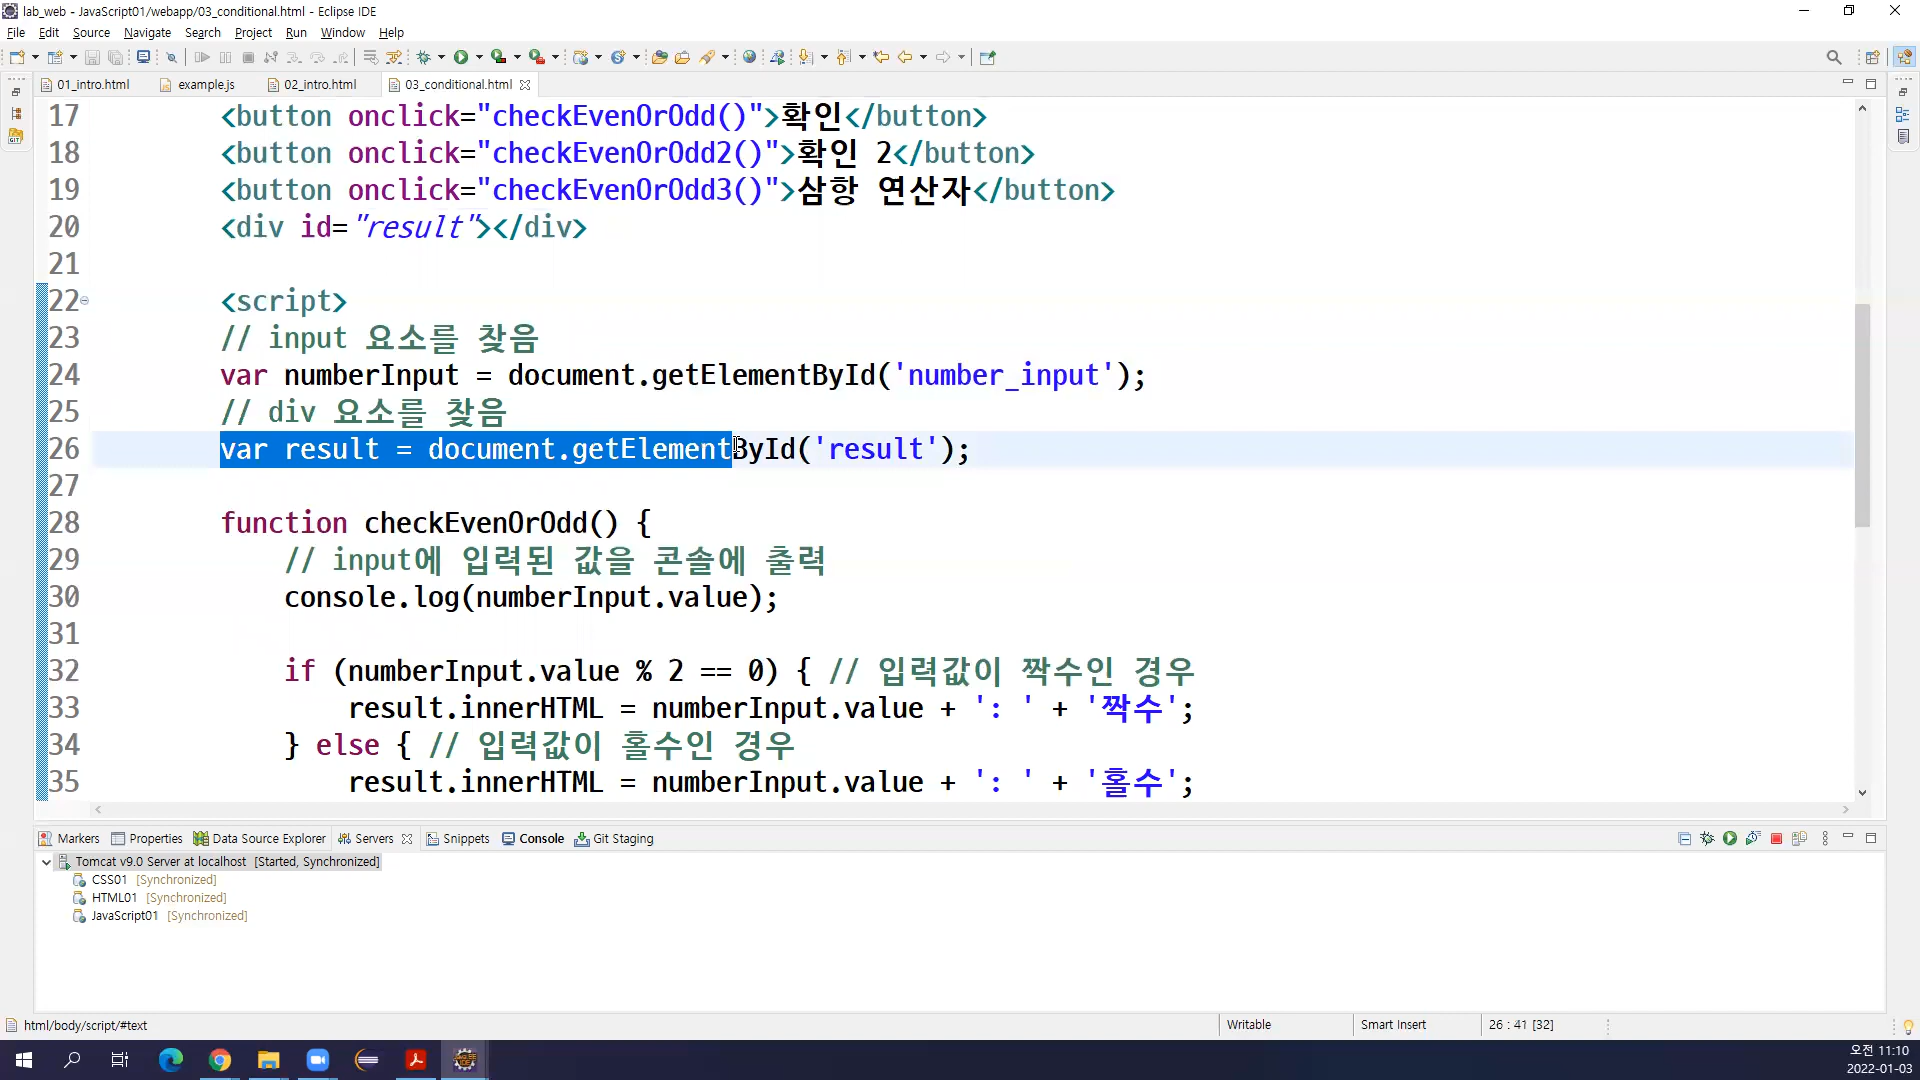 lab_web - JavaScript01/webapp/03_conditional.html - Eclipse IDE
File Edit Source Navigate Search Project Run Window Help
01_intro.html example.js 02_intro.html 03_conditional.html
17 <button onclick="checkEvenOrOdd()">확인</button>
18 <button onclick="checkEvenOrOdd2()">확인 2</button>
19 <button onclick="checkEvenOrOdd3()">삼항 연산자</button>
20 <div id="result"></div>
21
22 <script>
23 // input 요소를 찾음
24 var numberInput = document.getElementById('number_input');
25 // div 요소를 찾음
26 var result = document.getElementById('result');
27
28 function checkEvenOrOdd() {
29 // input에 입력된 값을 콘솔에 출력
30 console.log(numberInput.value);
31
32 if (numberInput.value % 2 == 0) { // 입력값이 짝수인 경우
33 result.innerHTML = numberInput.value + ': ' + '짝수';
34 } else { // 입력값이 홀수인 경우
35 result.innerHTML = numberInput.value + ': ' + '홀수';
Markers Properties Data Source Explorer Servers Snippets Console Git Staging
Tomcat v9.0 Server at localhost [Started, Synchronized]
CSS01 [Synchronized]
HTML01 [Synchronized]
JavaScript01 [Synchronized]
html/body/script/#text Writable Smart Insert 26 : 41 [32]
오전 11:10
2022-01-03